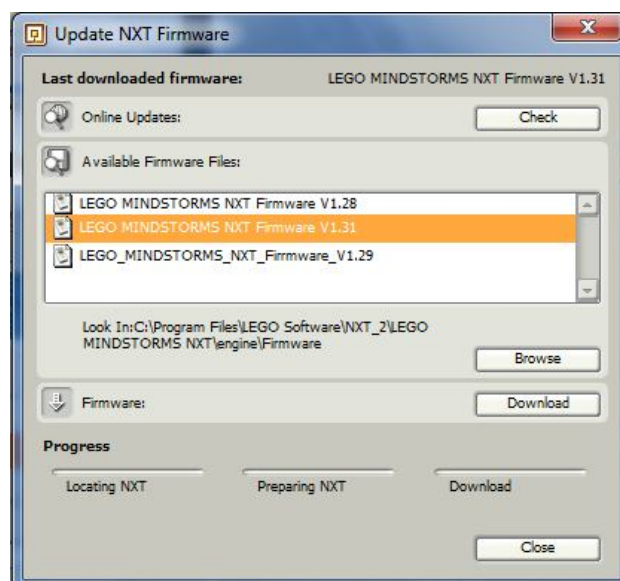 Update NXT Firmware
Last downloaded firmware: LEGO MINDSTORMS NXT Firmware V1.31
Online Updates: Check
Available Firmware Files:
LEGO MINDSTORMS NXT Firmware V1.28
LEGO MINDSTORMS NXT Firmware V1.31
LEGO_MINDSTORMS_NXT_Firmware_V1.29
Look In:C:\Program Files\LEGO Software\NXT_2\LEGO
MINDSTORMS NXT\engine\Firmware
Browse
Firmware: Download
Progress
Locating NXT Preparing NXT Download
Close